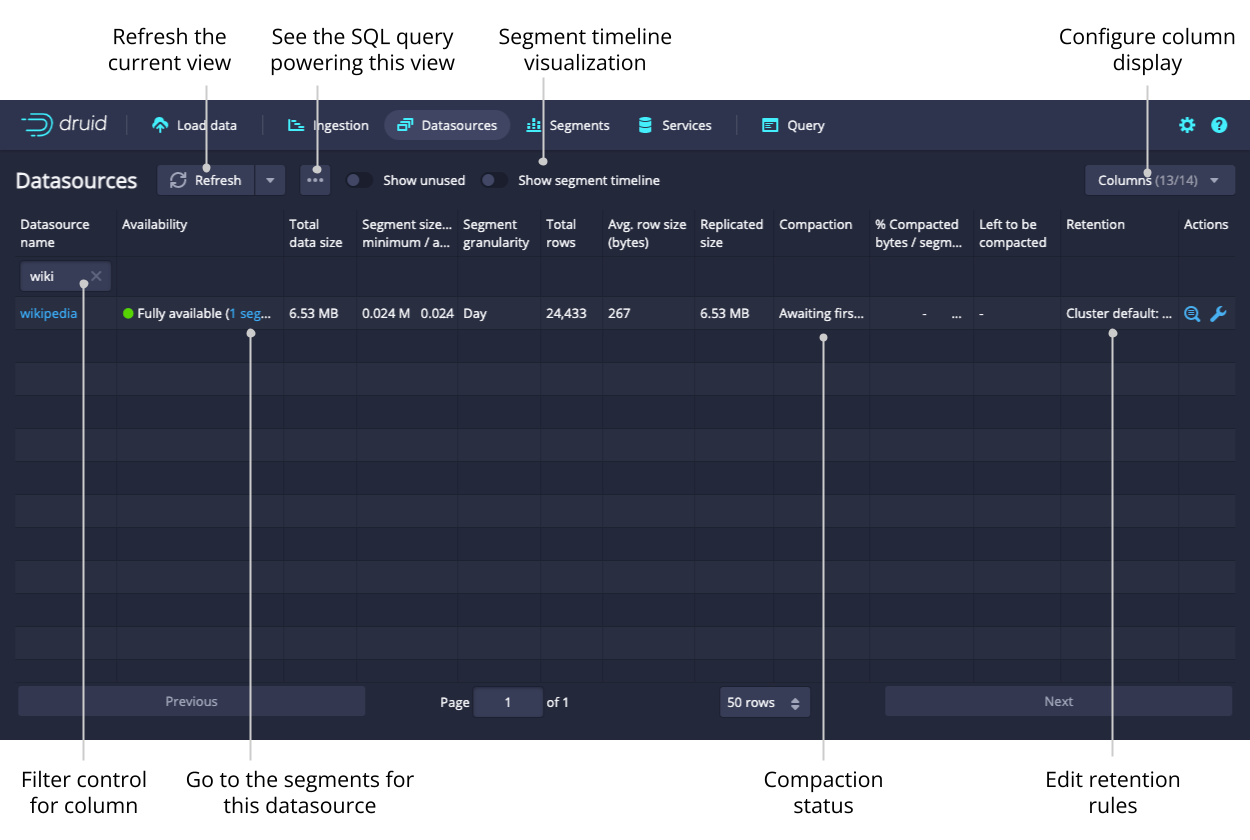 Refresh the
current view
See the SQL query
powering this view
Segment timeline
visualization
Configure column
display
druid
Load data
Ingestion
Datasources
Segments
Services
Query
Datasources
Refresh
Show unused
Show segment timeline
Columns (13/14)
Datasource
name
Availability
Total
data size
Segment size...
minimum / a...
Segment
granularity
Total
rows
Avg. row size
(bytes)
Replicated
size
Compaction
% Compacted
bytes / segm...
Left to be
compacted
Retention
Actions
wiki
wikipedia
Fully available (1 seg...
6.53 MB
0.024 M 0.024
Day
24,433
267
6.53 MB
Awaiting firs...
- ...
-
Cluster default: ...
Previous
Page 1 of 1
50 rows
Next
Filter control
for column
Go to the segments for
this datasource
Compaction
status
Edit retention
rules